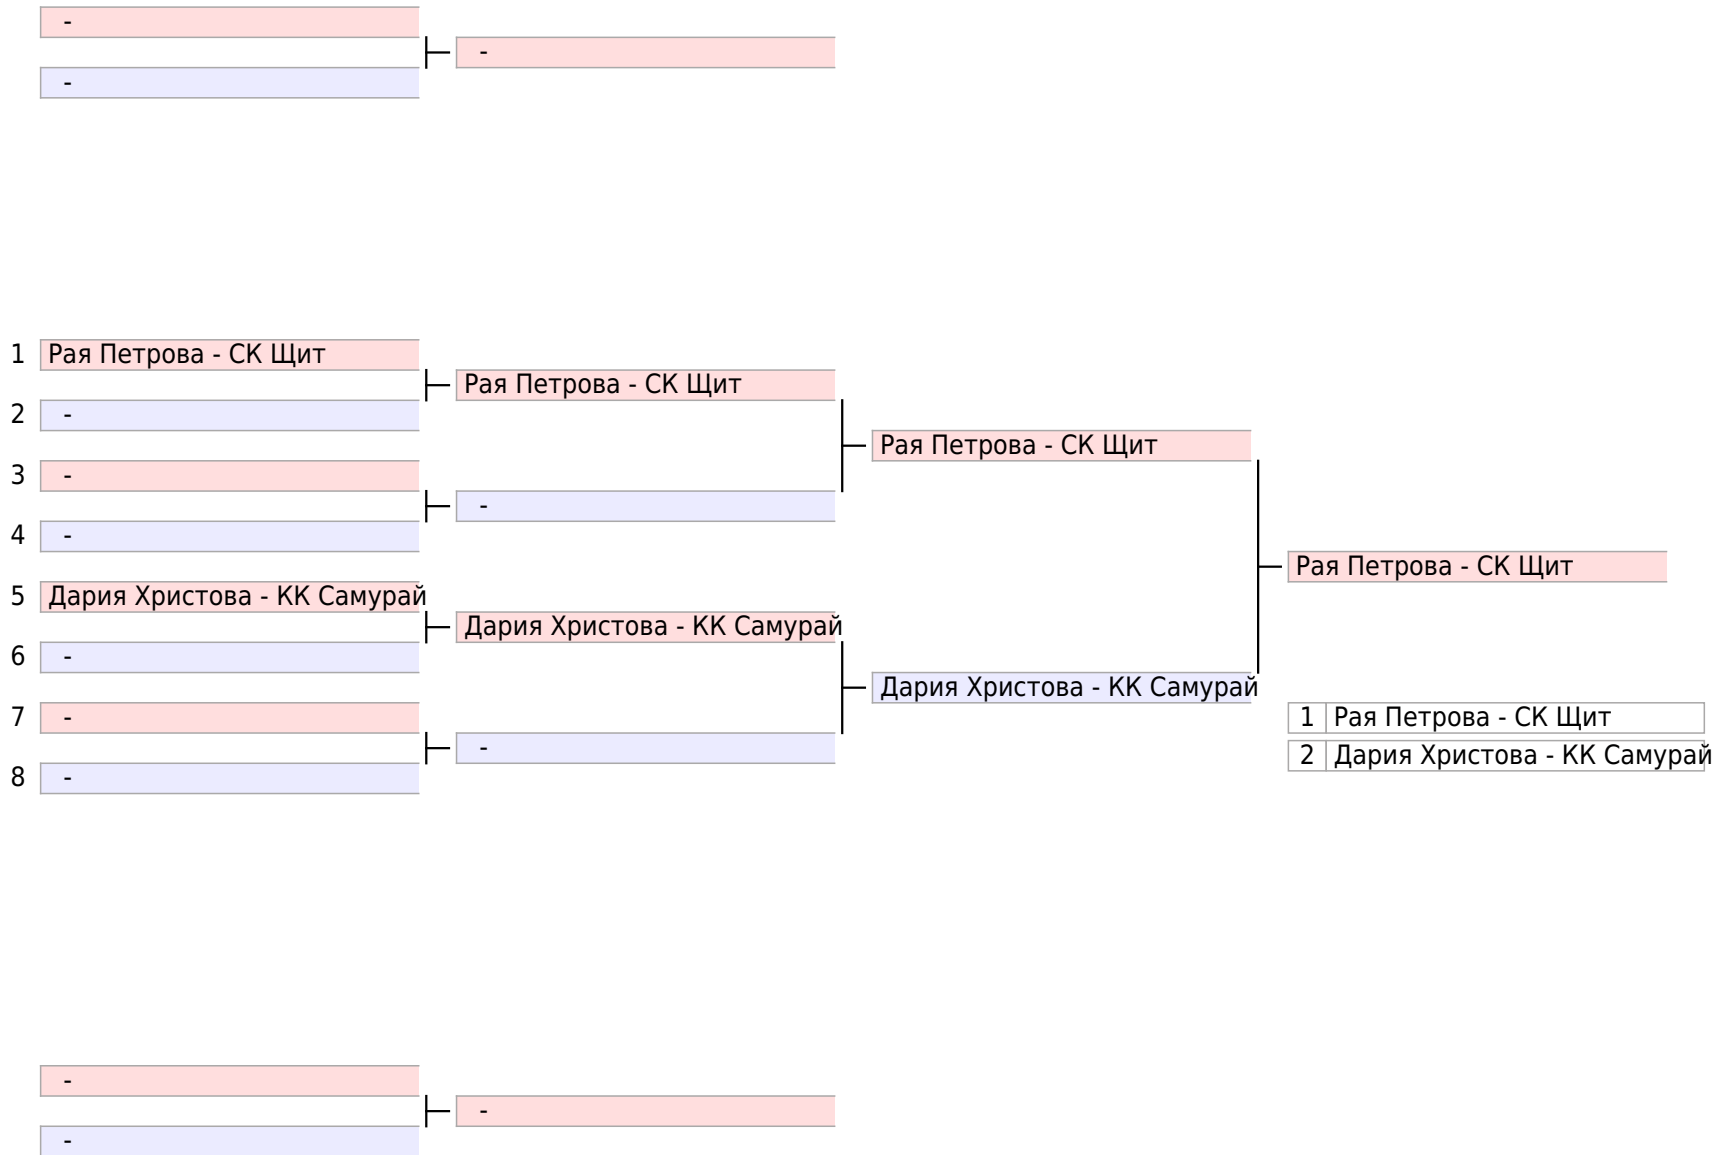 -
-
-
1 Рая Петрова - СК Щит
Рая Петрова - СК Щит
2 -
Рая Петрова - СК Щит
3 -
-
4 -
Рая Петрова - СК Щит
5 Дария Христова - КК Самурай
Дария Христова - КК Самурай
6 -
Дария Христова - КК Самурай
7 -
1 Рая Петрова - СК Щит
-
2 Дария Христова - КК Самурай
8 -
-
-
-